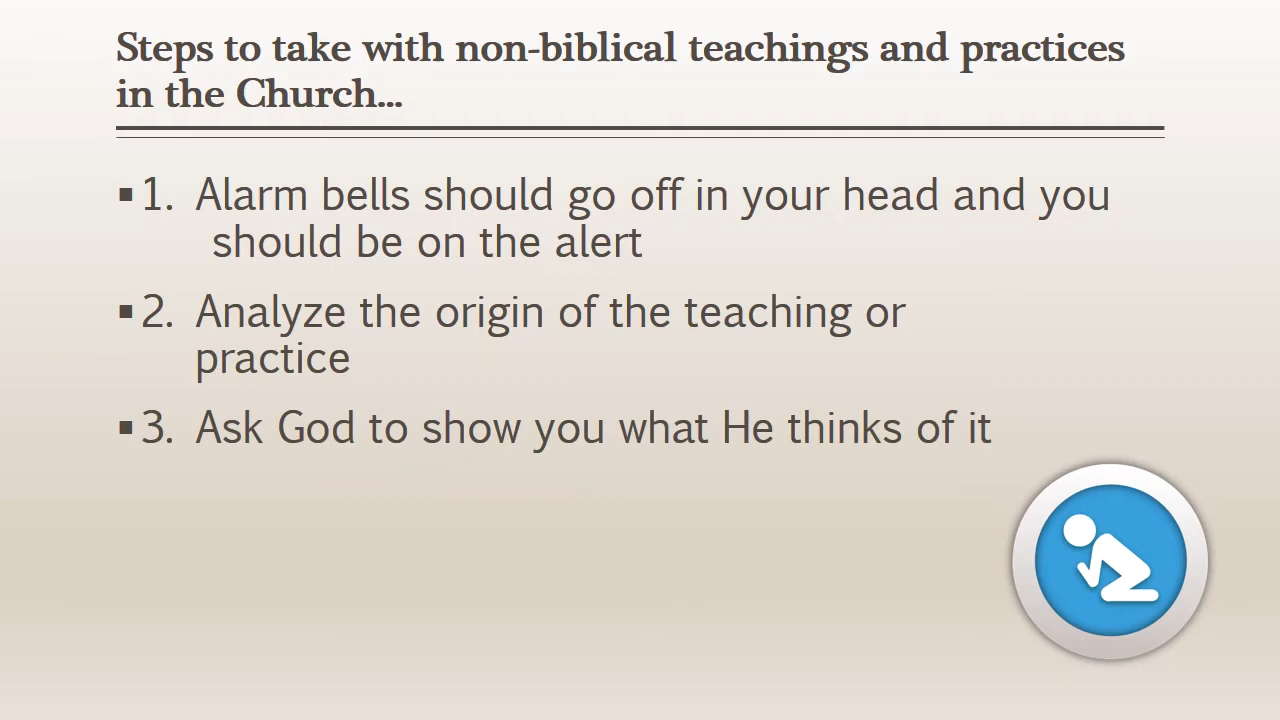 Steps to take with non-biblical teachings and practices
in the Church...
▪ 1. Alarm bells should go off in your head and you
should be on the alert
▪ 2. Analyze the origin of the teaching or
practice
▪ 3. Ask God to show you what He thinks of it